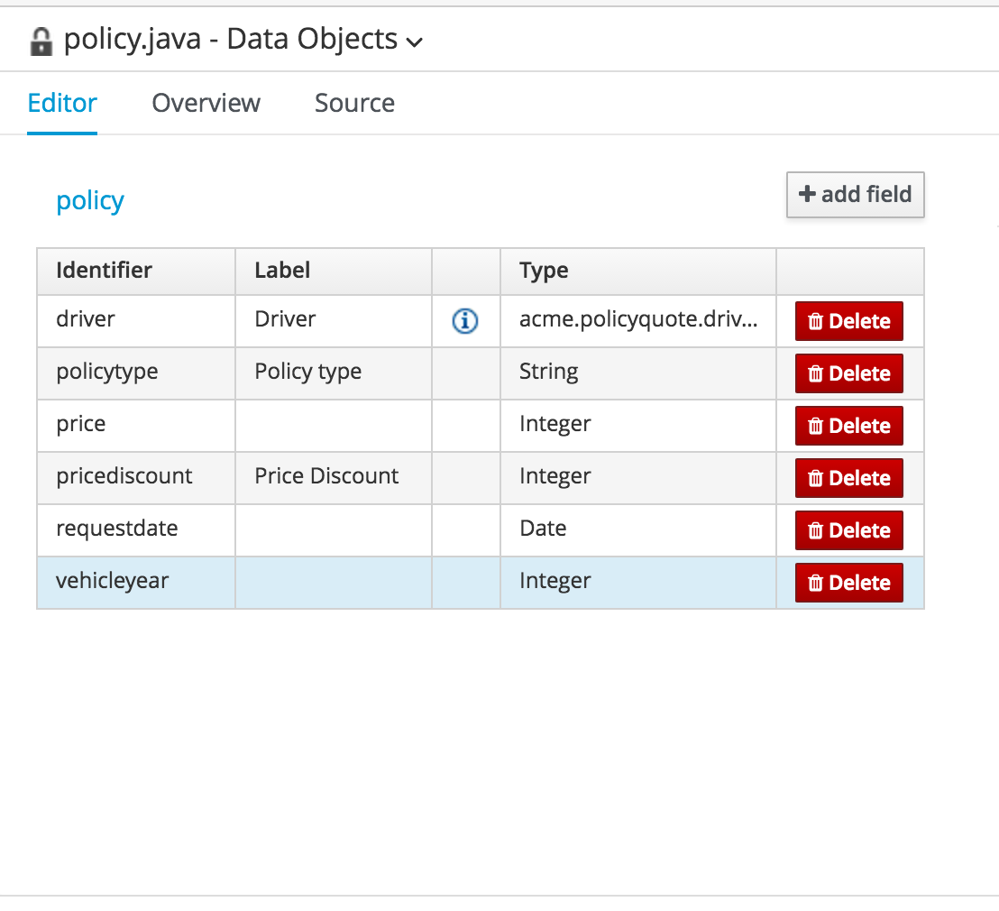 policy.java - Data Objects
Editor Overview Source
policy + add field
Identifier Label Type
driver Driver acme.policyquote.driv... Delete
policytype Policy type String Delete
price Integer Delete
pricediscount Price Discount Integer Delete
requestdate Date Delete
vehicleyear Integer Delete